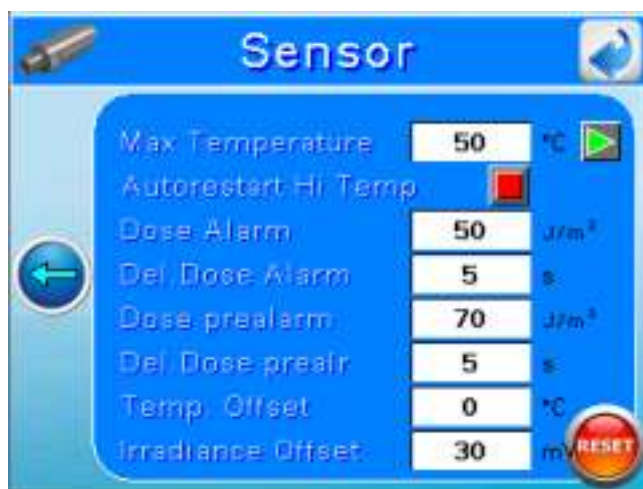 Sensor
Max Temperature 50 °C
Autorestart Hi Temp
Dose Alarm 50 J/m²
Del.Dose Alarm 5 s
Dose prealarm 70 J/m²
Del.Dose prealr 5 s
Temp. Offset 0 °C
Irradiance Offset 30 mV
RESET